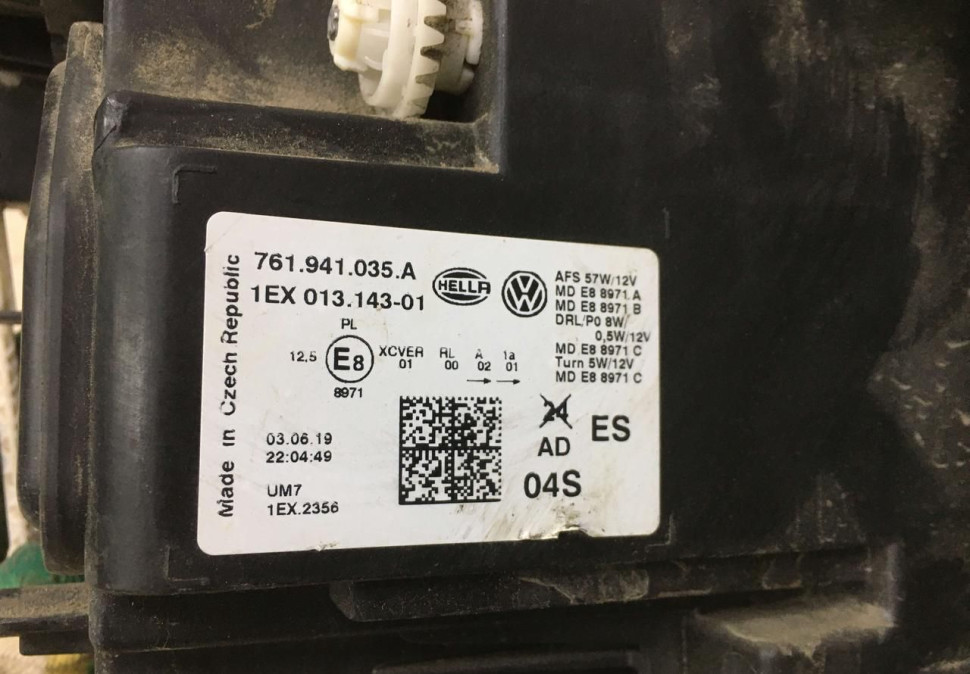 Made in Czech Republic
761.941.035.A
1EX 013.143-01
HELLA
AFS 57W/12V
MD E8 8971 A
MD E8 8971 B
DRL/P0 8W/
0,5W/12V
MD E8 8971 C
Turn 5W/12V
MD E8 8971 C
PL
12,5 E8 XCVER RL A 1a
01 00 02 01
8971
03.06.19
22:04:49
UM7
1EX.2356
24
AD
ES
04S